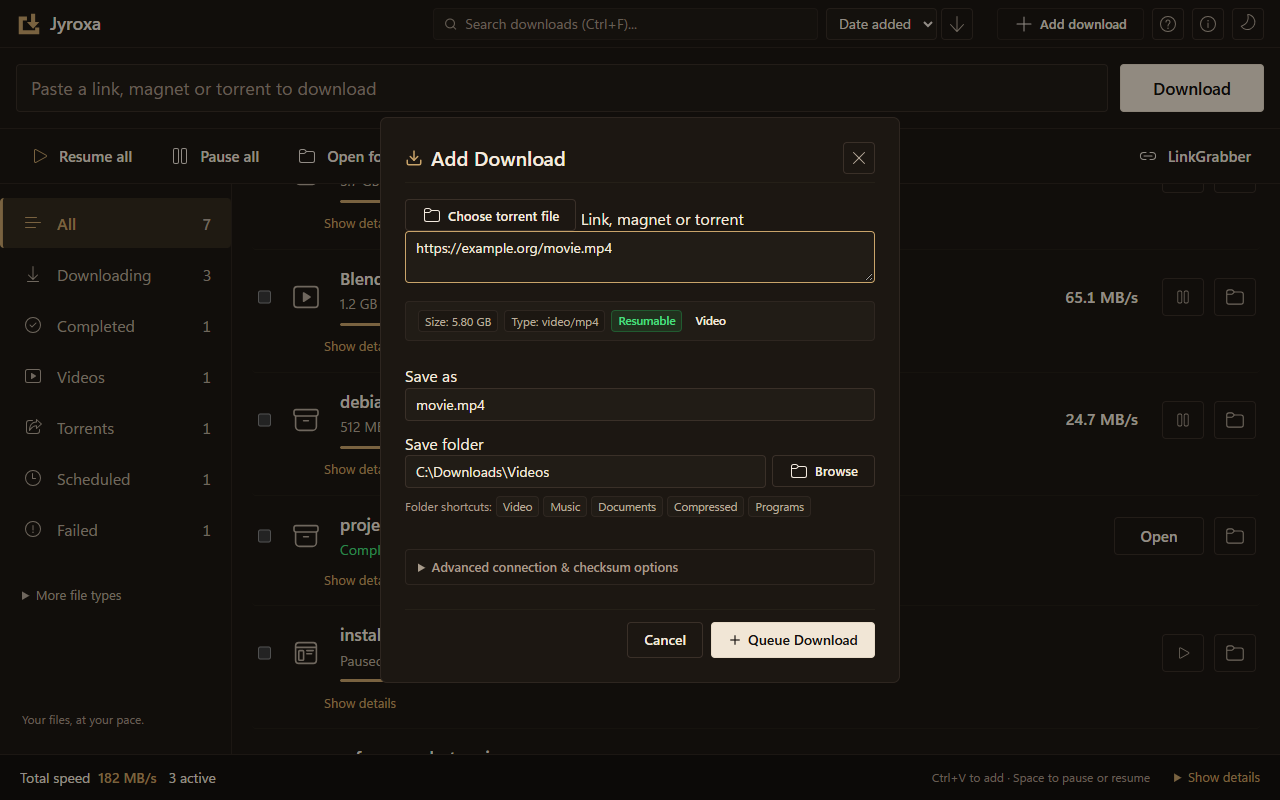 Jyroxa
Search downloads (Ctrl+F)...
Date added
Add download
Paste a link, magnet or torrent to download
Download
Resume all
Pause all
Open fo
LinkGrabber
All 7
Downloading 3
Completed 1
Videos 1
Torrents 1
Scheduled 1
Failed 1
More file types
Your files, at your pace.
Show deta
Blend
1.2 GB
65.1 MB/s
Show deta
debia
512 MB
24.7 MB/s
Show deta
proje
Compl
Open
Show deta
instal
Paused
Show details
Add Download
Choose torrent file
Link, magnet or torrent
https://example.org/movie.mp4
Size: 5.80 GB Type: video/mp4 Resumable Video
Save as
movie.mp4
Save folder
C:\Downloads\Videos
Browse
Folder shortcuts: Video Music Documents Compressed Programs
Advanced connection & checksum options
Cancel
Queue Download
Total speed 182 MB/s 3 active
Ctrl+V to add · Space to pause or resume
Show details